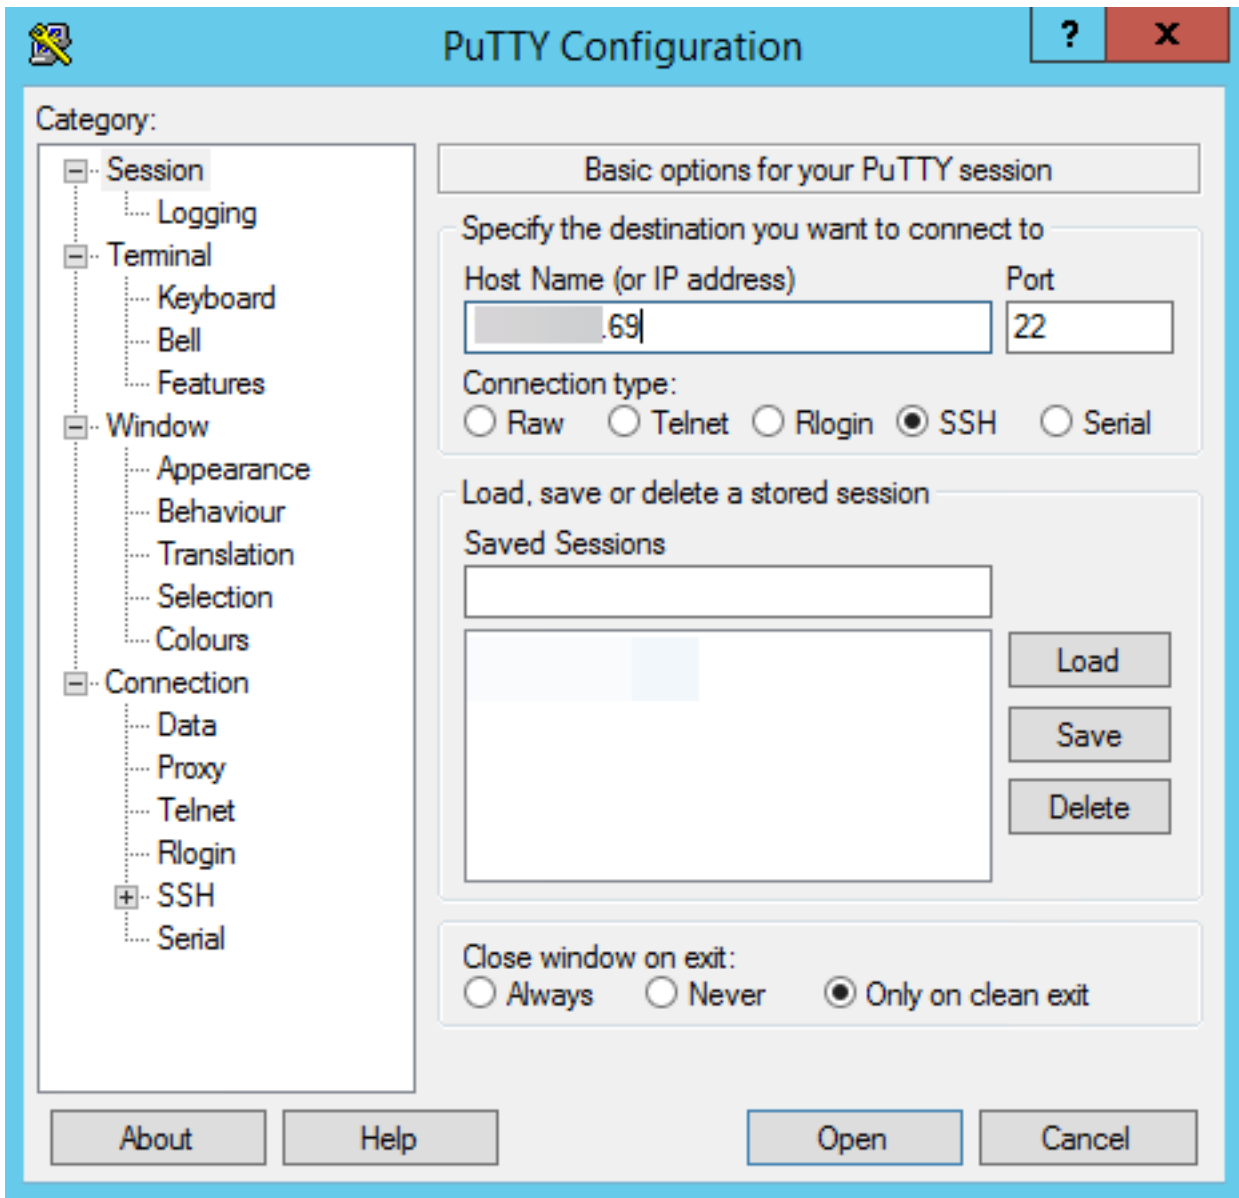 PuTTY Configuration
?
x
Category:
Session
Logging
Terminal
Keyboard
Bell
Features
Window
Appearance
Behaviour
Translation
Selection
Colours
Connection
Data
Proxy
Telnet
Rlogin
SSH
Serial
Basic options for your PuTTY session
Specify the destination you want to connect to
Host Name (or IP address) Port
.69 22
Connection type:
Raw Telnet Rlogin SSH Serial
Load, save or delete a stored session
Saved Sessions
Load
Save
Delete
Close window on exit:
Always Never Only on clean exit
About Help Open Cancel